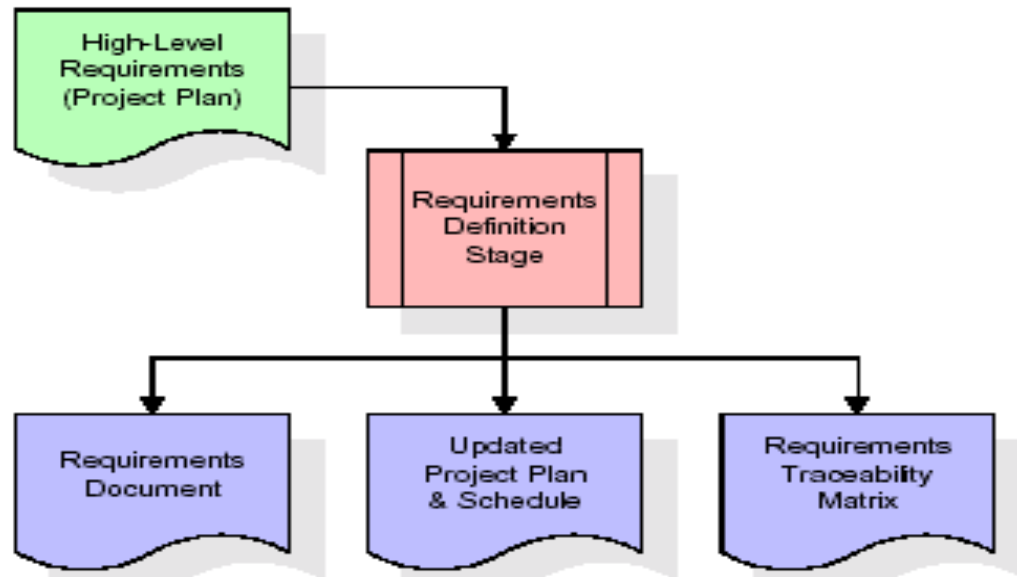 High-Level
Requirements
(Project Plan)
Requirements
Definition
Stage
Requirements
Document
Updated
Project Plan
& Schedule
Requirements
Traceability
Matrix